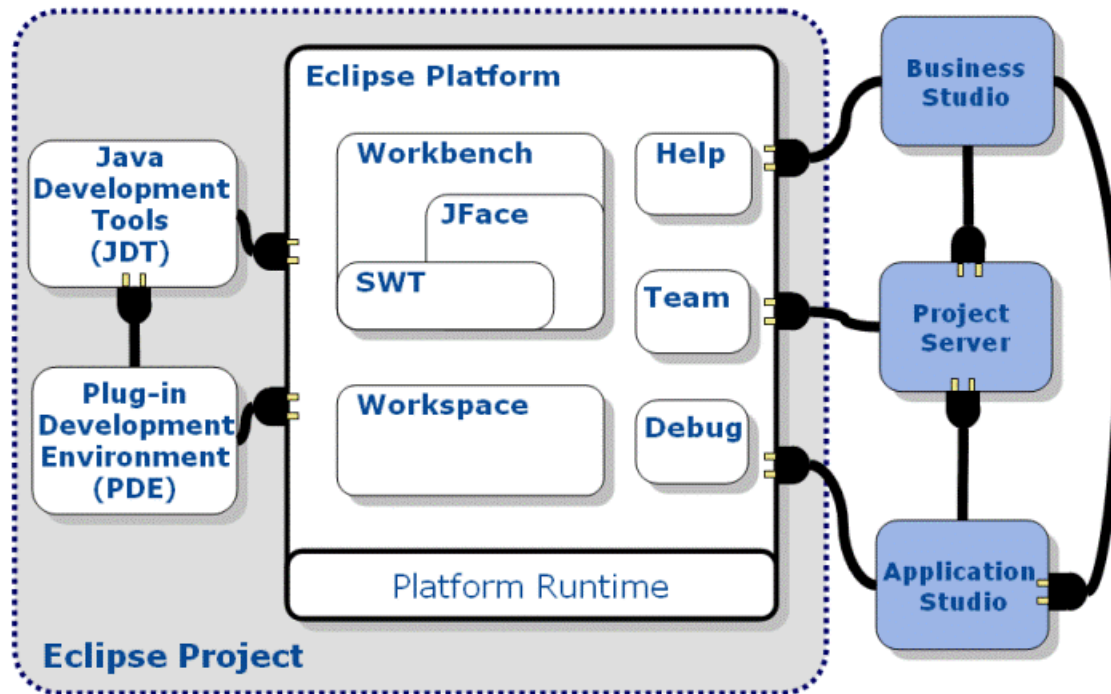 Eclipse Platform
Java
Development
Tools
(JDT)
Plug-in
Development
Environment
(PDE)
Workbench
JFace
SWT
Workspace
Help
Team
Debug
Platform Runtime
Eclipse Project
Business
Studio
Project
Server
Application
Studio